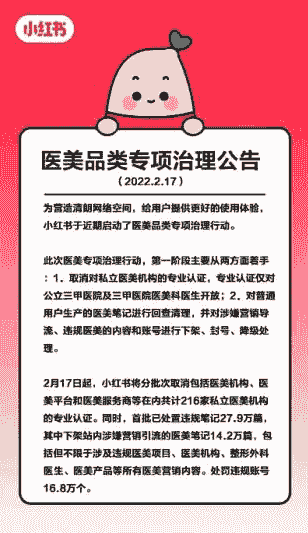 小红书
医美品类专项治理公告
（2022.2.17）
为营造清朗网络空间，给用户提供更好的使用体验，
小红书于近期启动了医美品类专项治理行动。
此次医美专项治理行动，第一阶段主要从两方面着手
：1．取消对私立医美机构的专业认证，专业认证仅对
公立三甲医院及三甲医院医美科医生开放；2．对普通
用户生产的医美笔记进行回查清理，并对涉嫌营销导
流、违规医美的内容和账号进行下架、封号、降级处
理。
2月17日起，小红书将分批次取消包括医美机构、医
美平台和医美服务商等在内共计216家私立医美机构
的专业认证。同时，首批已处置违规笔记27.9万篇，
其中下架站内涉嫌营销引流的医美笔记14.2万篇，包
括但不限于涉及违规医美项目、医美机构、整形外科
医生、医美产品等所有医美营销内容。处罚违规账号
16.8万个。